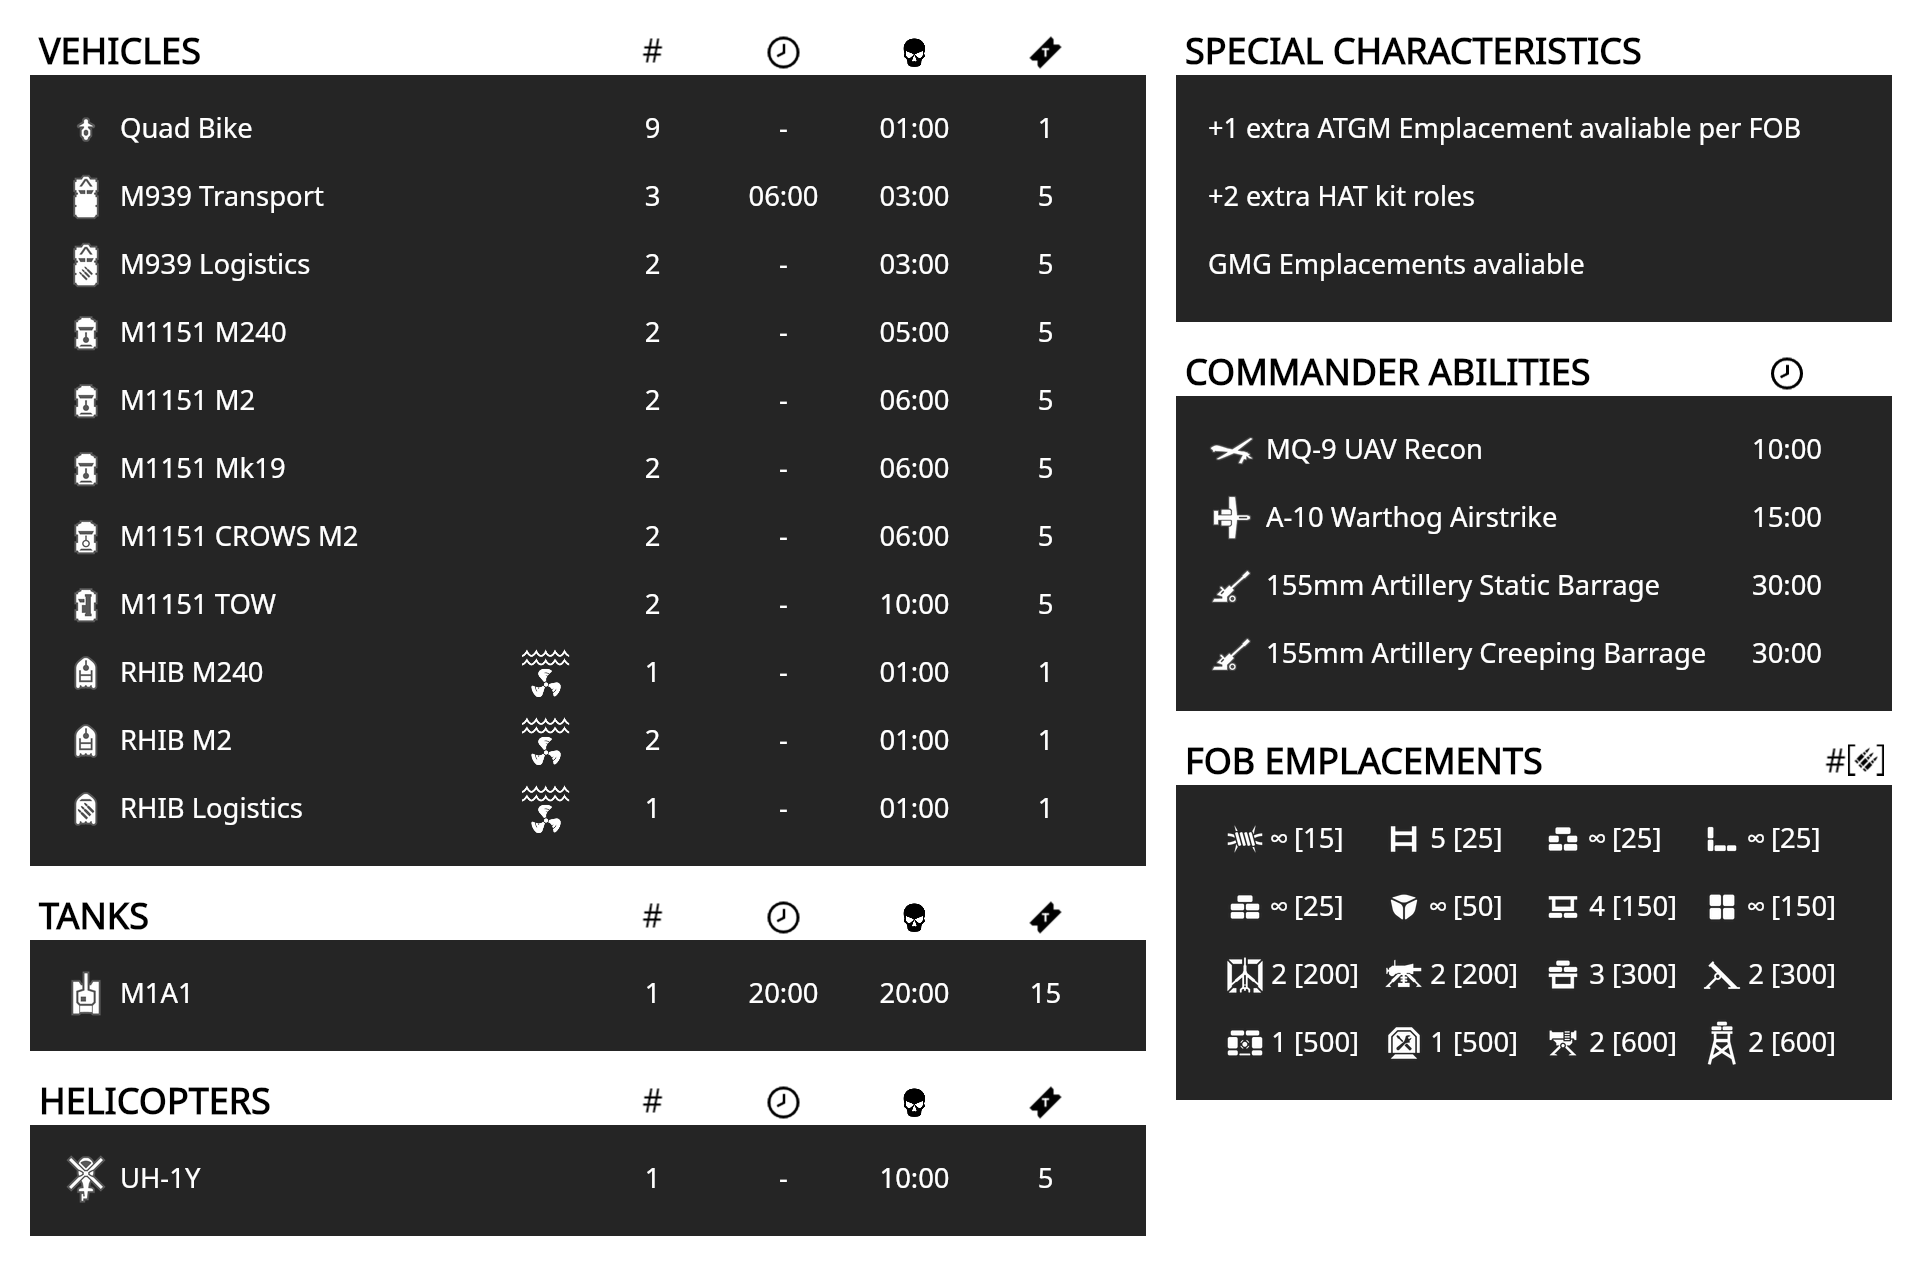 VEHICLES #
Quad Bike 9 - 01:00 1
M939 Transport 3 06:00 03:00 5
M939 Logistics 2 - 03:00 5
M1151 M240 2 - 05:00 5
M1151 M2 2 - 06:00 5
M1151 Mk19 2 - 06:00 5
M1151 CROWS M2 2 - 06:00 5
M1151 TOW 2 - 10:00 5
RHIB M240 1 - 01:00 1
RHIB M2 2 - 01:00 1
RHIB Logistics 1 - 01:00 1
TANKS #
M1A1 1 20:00 20:00 15
HELICOPTERS #
UH-1Y 1 - 10:00 5
SPECIAL CHARACTERISTICS
+1 extra ATGM Emplacement avaliable per FOB
+2 extra HAT kit roles
GMG Emplacements avaliable
COMMANDER ABILITIES
MQ-9 UAV Recon 10:00
A-10 Warthog Airstrike 15:00
155mm Artillery Static Barrage 30:00
155mm Artillery Creeping Barrage 30:00
FOB EMPLACEMENTS #[]
∞ [15] 5 [25] ∞ [25] ∞ [25]
∞ [25] ∞ [50] 4 [150] ∞ [150]
2 [200] 2 [200] 3 [300] 2 [300]
1 [500] 1 [500] 2 [600] 2 [600]